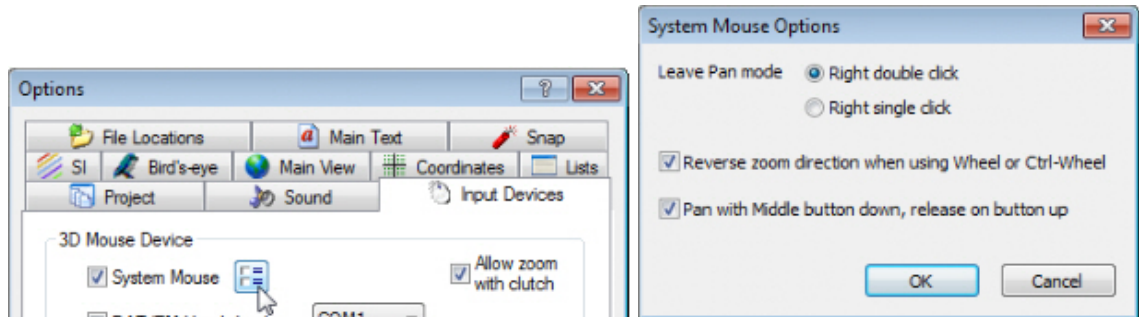 Options
File Locations
Main Text
Snap
SI
Bird's-eye
Main View
Coordinates
Lists
Project
Sound
Input Devices
3D Mouse Device
System Mouse
Allow zoom
with clutch
COM1
System Mouse Options
Leave Pan mode
Right double click
Right single click
Reverse zoom direction when using Wheel or Ctrl-Wheel
Pan with Middle button down, release on button up
OK
Cancel